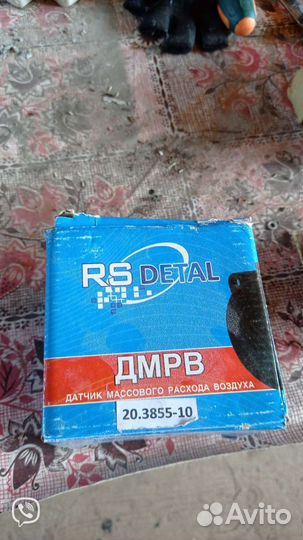 RS DETAL
ДМРВ
ДАТЧИК МАССОВОГО РАСХОДА ВОЗДУХА
20.3855-10
Avito